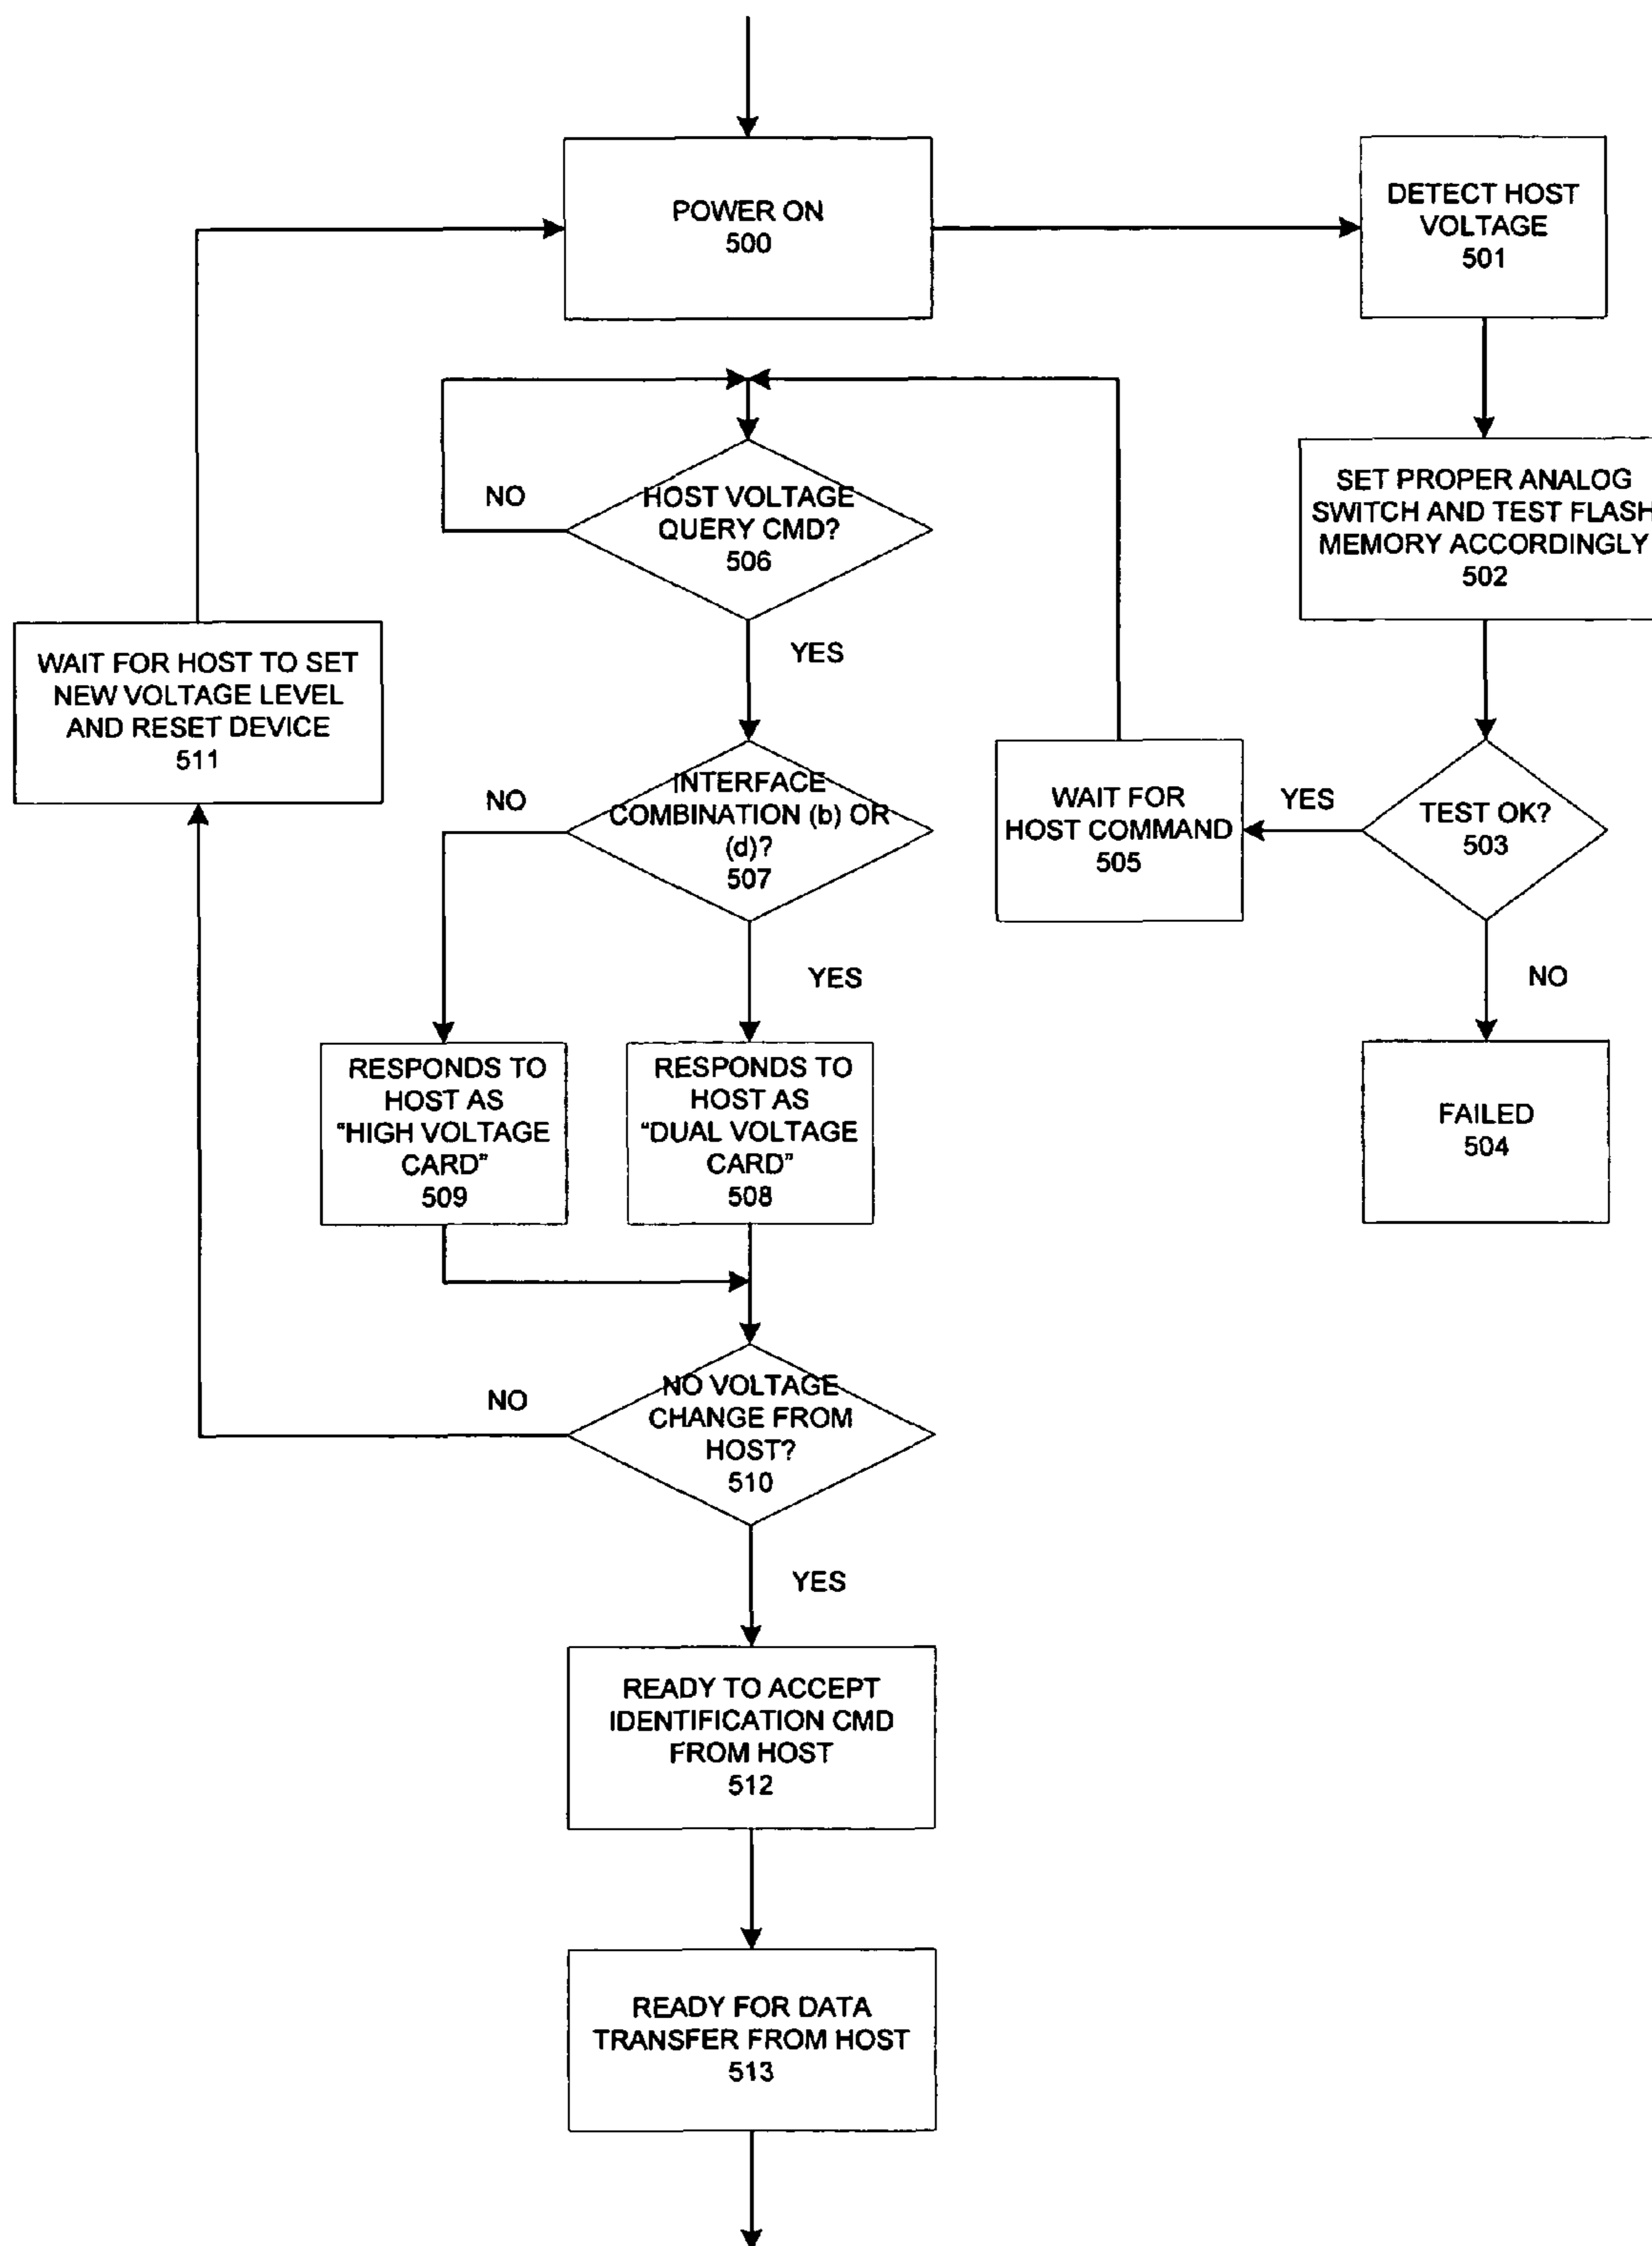 POWER ON
500
DETECT HOST
VOLTAGE
501
SET PROPER ANALOG
SWITCH AND TEST FLASH
MEMORY ACCORDINGLY
502
NO
HOST VOLTAGE
QUERY CMD?
506
YES
WAIT FOR HOST TO SET
NEW VOLTAGE LEVEL
AND RESET DEVICE
511
NO
INTERFACE
COMBINATION (b) OR
(d)?
507
YES
WAIT FOR
HOST COMMAND
505
YES
TEST OK?
503
NO
RESPONDS TO
HOST AS
"HIGH VOLTAGE
CARD"
509
RESPONDS TO
HOST AS
"DUAL VOLTAGE
CARD"
508
FAILED
504
NO
NO VOLTAGE
CHANGE FROM
HOST?
510
YES
READY TO ACCEPT
IDENTIFICATION CMD
FROM HOST
512
READY FOR DATA
TRANSFER FROM HOST
513